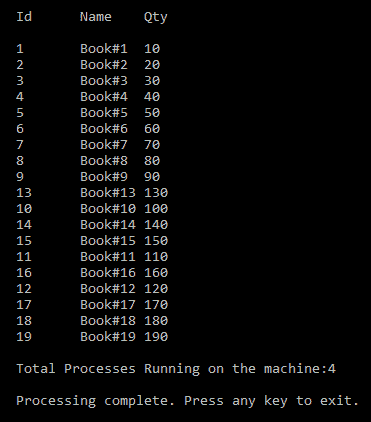 Id Name Qty
1 Book#1 10
2 Book#2 20
3 Book#3 30
4 Book#4 40
5 Book#5 50
6 Book#6 60
7 Book#7 70
8 Book#8 80
9 Book#9 90
13 Book#13 130
10 Book#10 100
14 Book#14 140
15 Book#15 150
11 Book#11 110
16 Book#16 160
12 Book#12 120
17 Book#17 170
18 Book#18 180
19 Book#19 190
Total Processes Running on the machine:4
Processing complete. Press any key to exit.